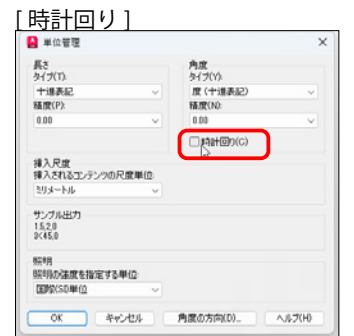 [ 時計回り ]
単位管理
長さ
タイプ(T):
十進表記
精度(P):
0.00
角度
タイプ(Y):
度 (十進表記)
精度(N):
0.00
時計回り(C)
挿入尺度
挿入されるコンテンツの尺度単位:
ミリメートル
サンプル出力
1.5,2,0
3<45,0
照明
照明の強度を指定する単位:
国際(SI)単位
OK
キャンセル
角度の方向(D)...
ヘルプ(H)